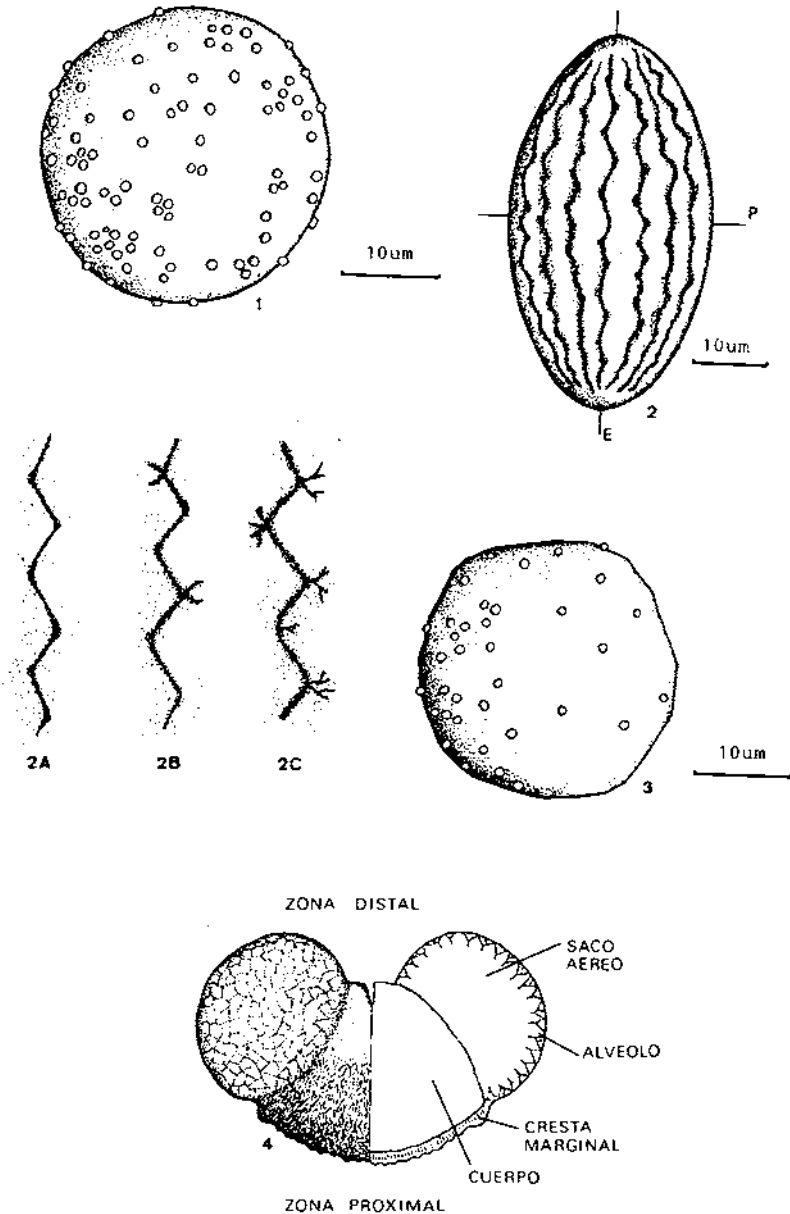 10um
1
P
10um
2
E
2A 2B 2C
10um
3
ZONA DISTAL
SACO
AEREO
ALVEOLO
CRESTA
MARGINAL
4
CUERPO
ZONA PROXIMAL